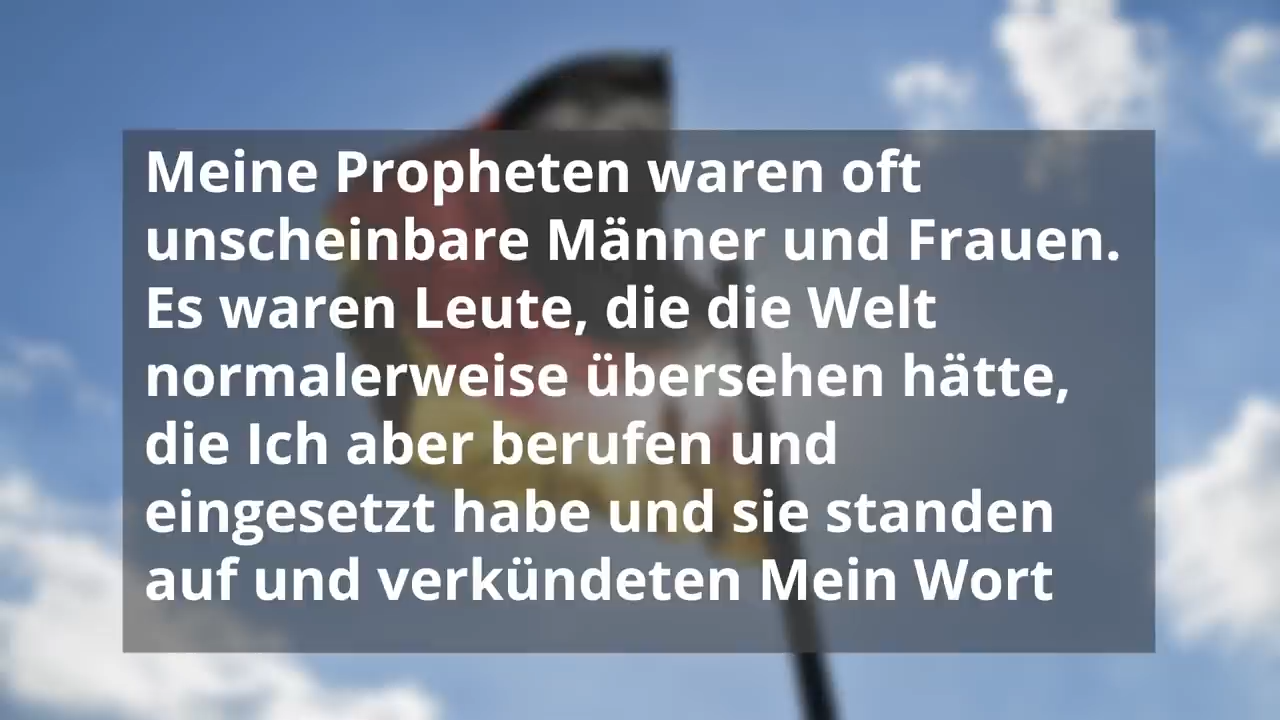 Meine Propheten waren oft
unscheinbare Männer und Frauen.
Es waren Leute, die die Welt
normalerweise übersehen hätte,
die Ich aber berufen und
eingesetzt habe und sie standen
auf und verkündeten Mein Wort